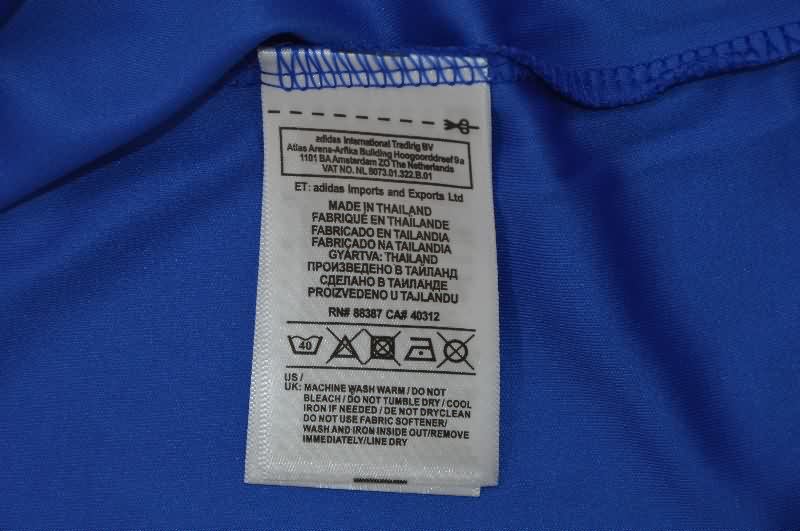 adidas International Tradirig BV
Atlas Arena-Arfika Building Hoogoorddreef 9a
1101 BA Amsterdam ZO The Netherlands
VAT NO. NL 8073.01.322.B.01
ET: adidas Imports and Exports Ltd
MADE IN THAILAND
FABRIQUÉ EN THAÏLANDE
FABRICADO EN TAILANDIA
FABRICADO NA TAILATIDIA
GYÁRTVA: THAILAND
ПРОИЗВЕДЕНО В ТАЙЛАНД
СДЕЛАНО В ТАИЛАНДЕ
PROIZVEDENO U TAJLANDU
RN# 88387 CA# 40312
40
US /
UK: MACHINE WASH WARM / DO NOT
BLEACH / DO NOT TUMBLE DRY / COOL
IRON IF NEEDED / DE NOT DRYCLEAN
DO NOT USE FABRIC SOFTENER/
WASH AND IRON INSIDE OUT/REMOVE
IMMEDIATELY/LINE DRY